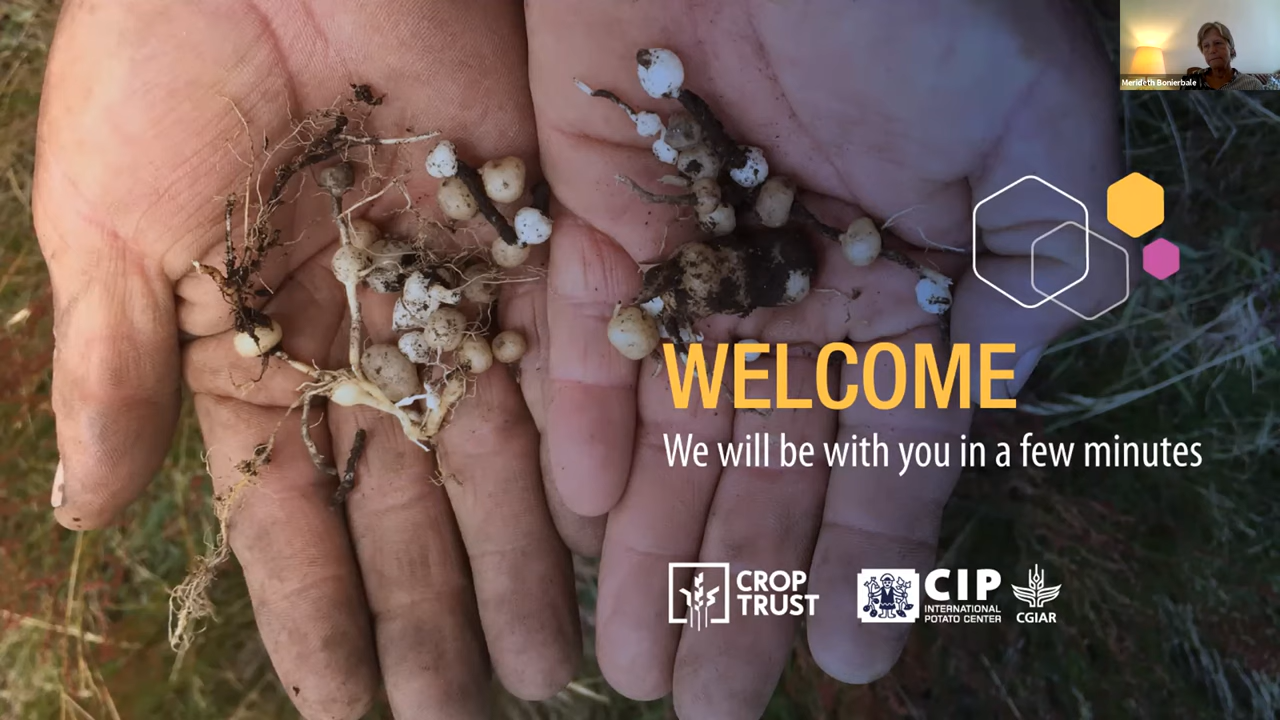 Merideth Bonierbale
WELCOME
We will be with you in a few minutes
CROP
TRUST
CIP
INTERNATIONAL
POTATO CENTER
CGIAR